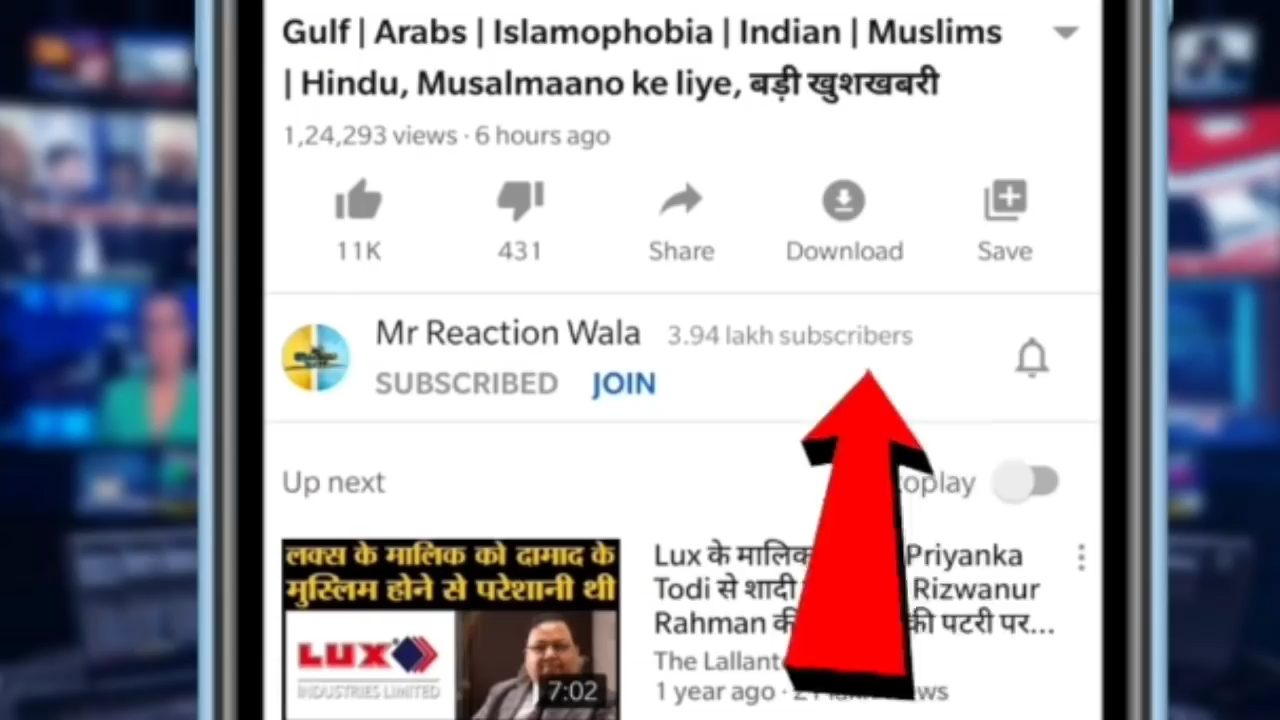 Gulf | Arabs | Islamophobia | Indian | Muslims
| Hindu, Musalmaano ke liye, बड़ी खुशखबरी
1,24,293 views · 6 hours ago
11K
431
Share
Download
Save
Mr Reaction Wala 3.94 lakh subscribers
SUBSCRIBED JOIN
Up next
लक्स के मालिक को दामाद के
मुस्लिम होने से परेशानी थी
LUX
INDUSTRIES LIMITED
7:02
Lux के मालिक Priyanka
Todi से शादी Rizwanur
Rahman की पटरी पर...
The
1 year ago ·